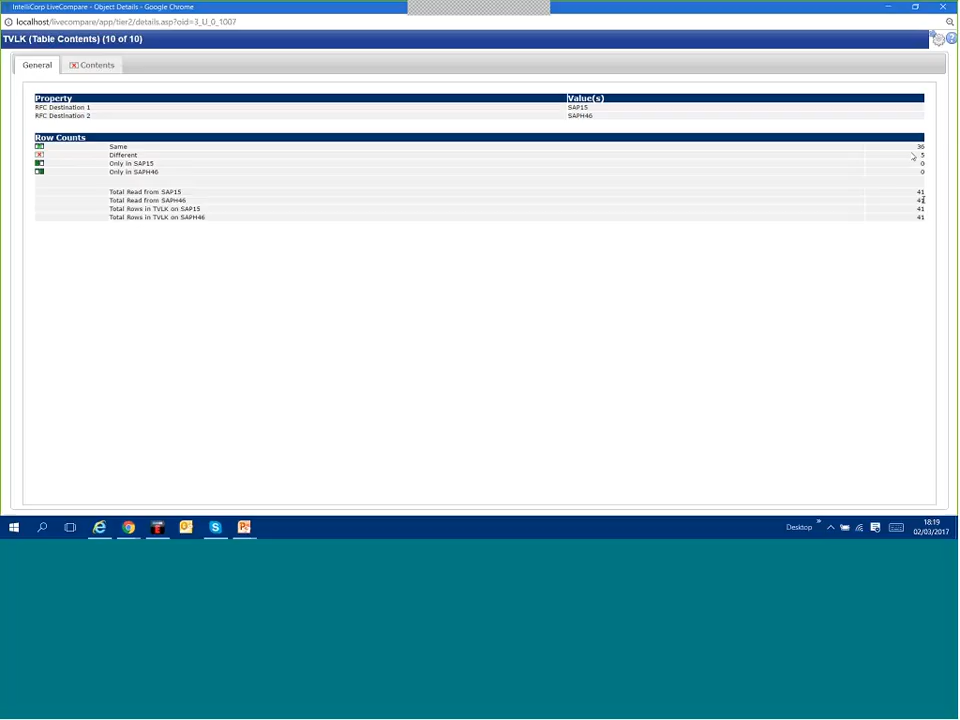 IntelliCorp LiveCompare - Object Details - Google Chrome
localhost/livecompare/app/tier2/details.asp?oid=3_U_0_1007
TVLK (Table Contents) (10 of 10)
General Contents
Property Value(s)
RFC Destination 1 SAP15
RFC Destination 2 SAPH46
Row Counts
Same 36
Different 5
Only in SAP15 0
Only in SAPH46 0
Total Read from SAP15 41
Total Read from SAPH46 41
Total Rows in TVLK on SAP15 41
Total Rows in TVLK on SAPH46 41
Desktop
18:19
02/03/2017